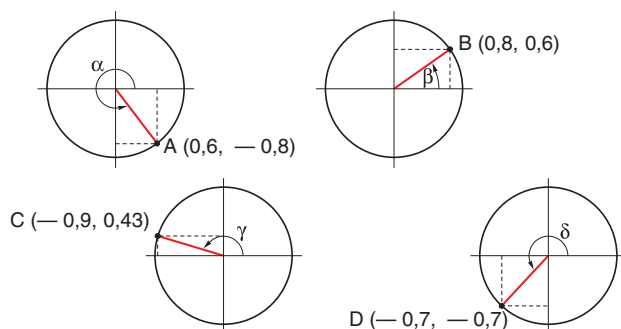 α
A (0,6, — 0,8)
B (0,8, 0,6)
β
C (— 0,9, 0,43)
γ
δ
D (— 0,7, — 0,7)